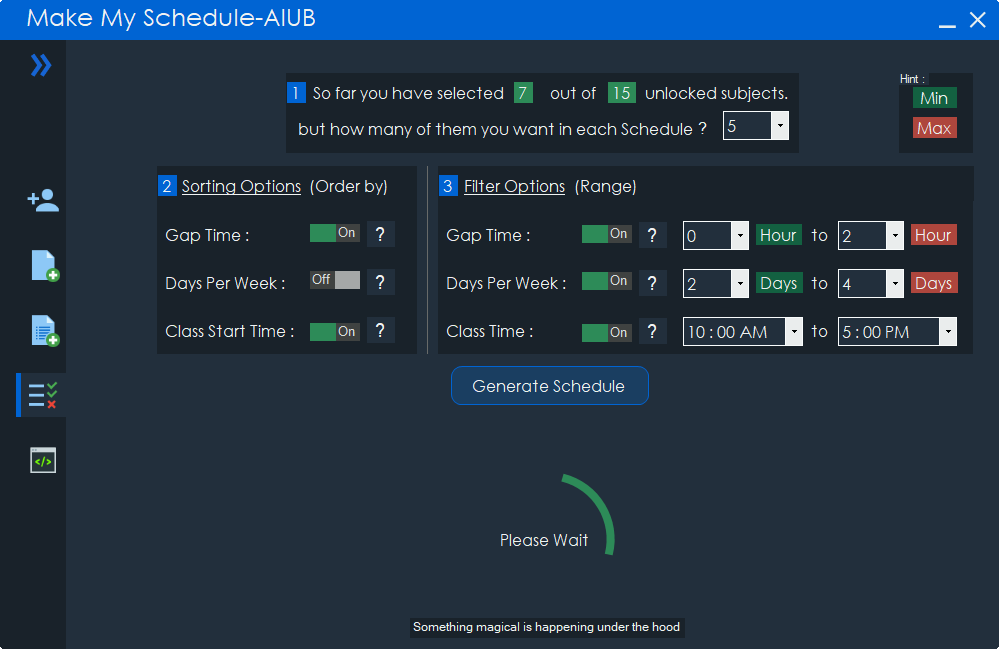 Make My Schedule-AIUB
1 So far you have selected 7 out of 15 unlocked subjects.
but how many of them you want in each Schedule ? 5
Hint :
Min
Max
2 Sorting Options (Order by)
Gap Time : On ?
Days Per Week : Off ?
Class Start Time : On ?
3 Filter Options (Range)
Gap Time : On ? 0 Hour to 2 Hour
Days Per Week : On ? 2 Days to 4 Days
Class Time : On ? 10 : 00 AM to 5 : 00 PM
Generate Schedule
</>
Please Wait
Something magical is happening under the hood